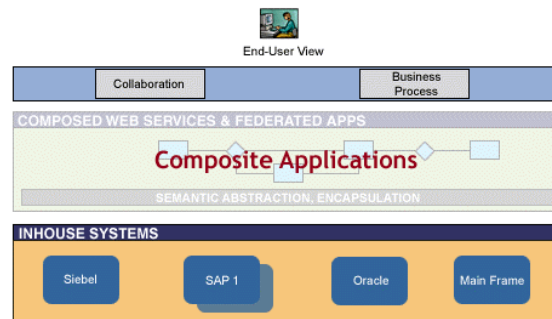 End-User View
Collaboration
Business
Process
COMPOSED WEB SERVICES & FEDERATED APPS
Composite Applications
SEMANTIC ABSTRACTION, ENCAPSULATION
INHOUSE SYSTEMS
Siebel
SAP 1
Oracle
Main Frame